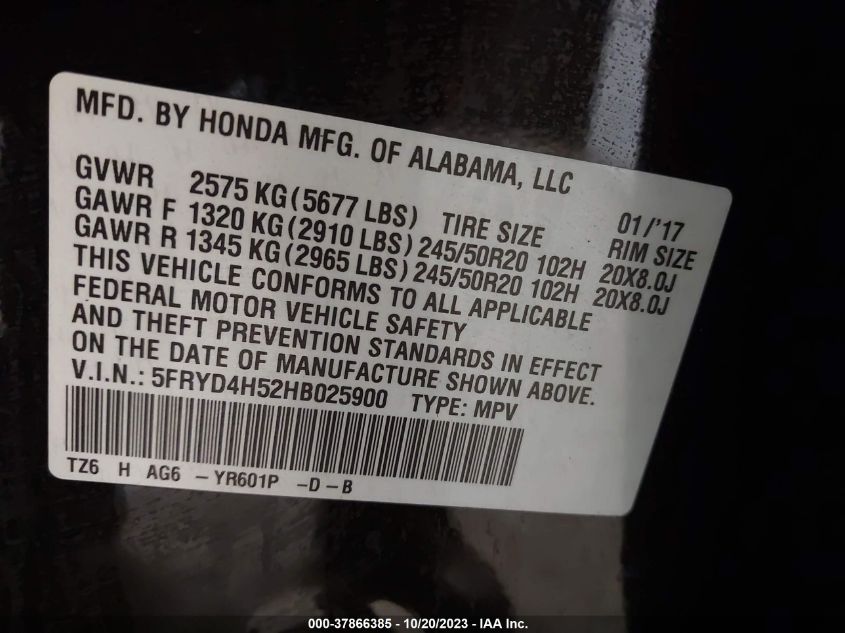 MFD. BY HONDA MFG. OF ALABAMA, LLC
GVWR 2575 KG (5677 LBS) TIRE SIZE 01/'17 RIM SIZE
GAWR F 1320 KG (2910 LBS) 245/50R20 102H 20X8.0J
GAWR R 1345 KG (2965 LBS) 245/50R20 102H 20X8.0J
THIS VEHICLE CONFORMS TO ALL APPLICABLE
FEDERAL MOTOR VEHICLE SAFETY
AND THEFT PREVENTION STANDARDS IN EFFECT
ON THE DATE OF MANUFACTURE SHOWN ABOVE.
V.I.N.: 5FRYD4H52HB025900 TYPE: MPV
TZ6 H AG6 - YR601P - D - B
000-37866385 - 10/20/2023 - IAA Inc.